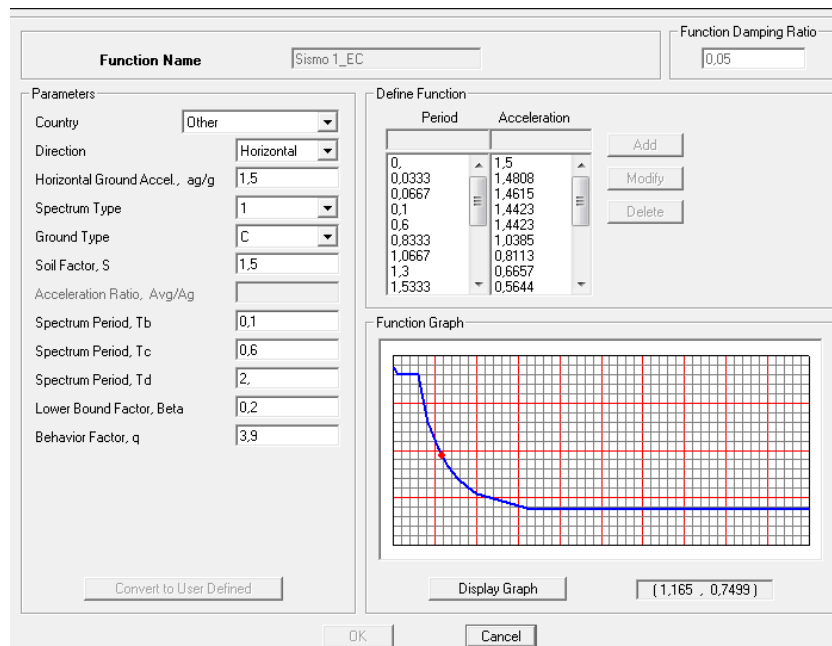 Function Damping Ratio
Function Name Sismo 1_EC 0,05
Parameters
Country Other
Direction Horizontal
Horizontal Ground Accel., ag/g 1,5
Spectrum Type 1
Ground Type C
Soil Factor, S 1,5
Acceleration Ratio, Avg/Ag
Spectrum Period, Tb 0,1
Spectrum Period, Tc 0,6
Spectrum Period, Td 2,
Lower Bound Factor, Beta 0,2
Behavior Factor, q 3,9
Convert to User Defined
Define Function
Period Acceleration
0, 1,5
0,0333 1,4808
0,0667 1,4615
0,1 1,4423
0,6 1,4423
0,8333 1,0385
1,0667 0,8113
1,3 0,6657
1,5333 0,5644
Add
Modify
Delete
Function Graph
Display Graph (1,165 , 0,7499)
OK Cancel